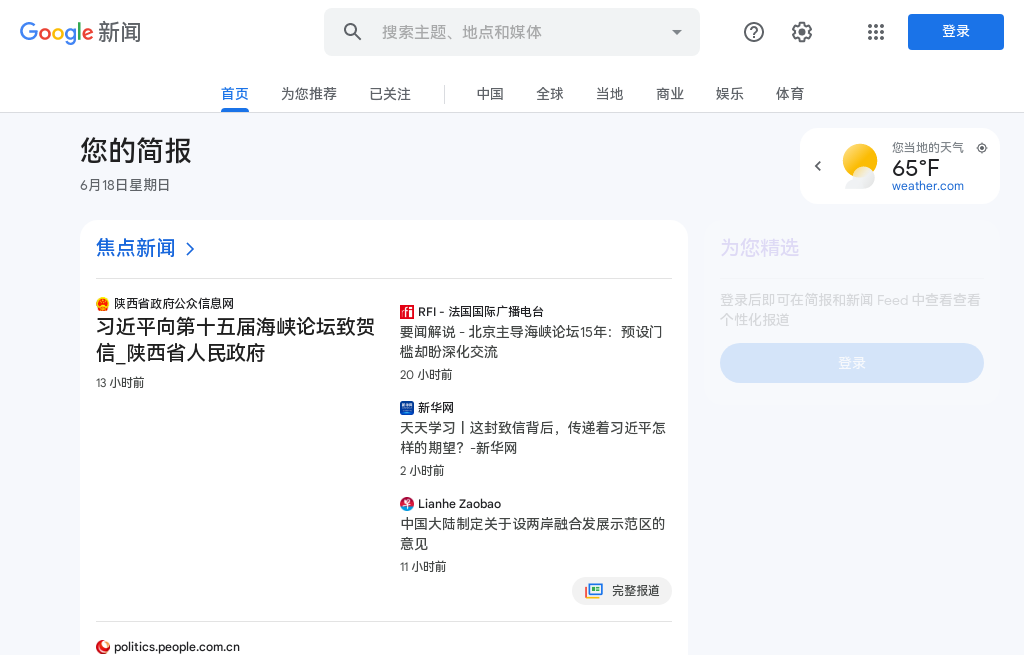 Google 新闻
搜索主题、地点和媒体
登录
首页
为您推荐
已关注
中国
全球
当地
商业
娱乐
体育
您的简报
6月18日星期日
您当地的天气
65°F
weather.com
焦点新闻
陕西省政府公众信息网
习近平向第十五届海峡论坛致贺
信_陕西省人民政府
13 小时前
RFI - 法国国际广播电台
要闻解说 - 北京主导海峡论坛15年：预设门
槛却盼深化交流
20 小时前
新华网
天天学习丨这封致信背后，传递着习近平怎
样的期望？-新华网
2 小时前
Lianhe Zaobao
中国大陆制定关于设两岸融合发展示范区的
意见
11 小时前
完整报道
politics.people.com.cn
为您精选
登录后即可在简报和新闻 Feed 中查看查看
个性化报道
登录